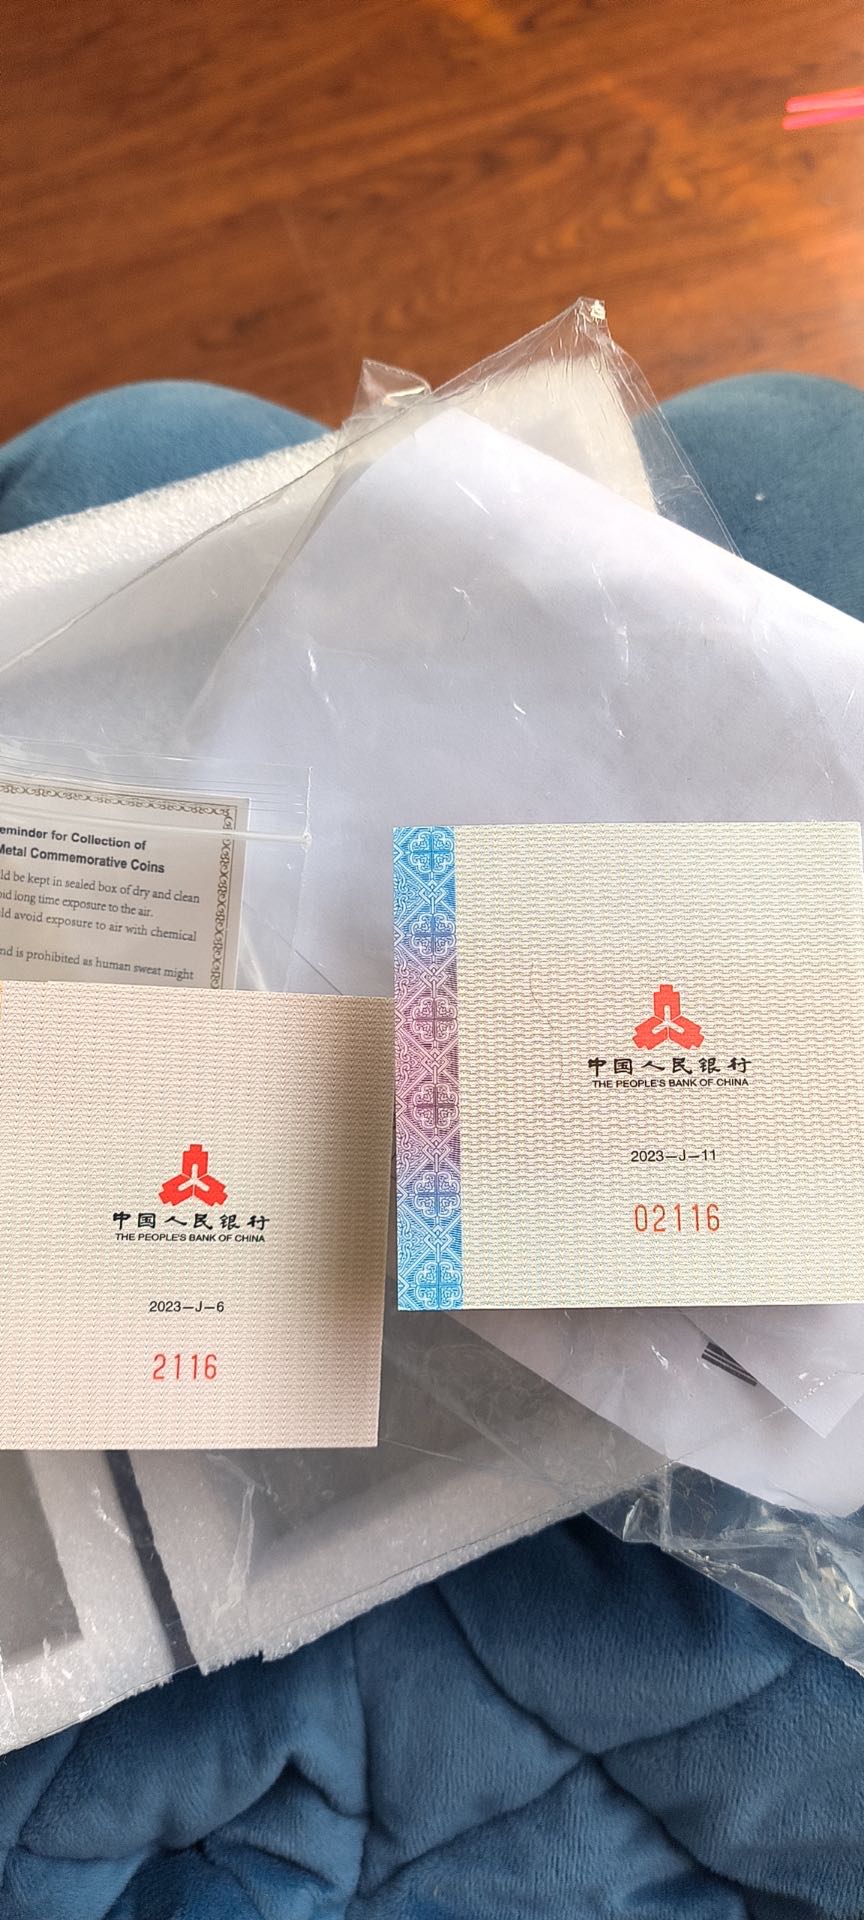 eminder for Collection of
Metal Commemorative Coins
ld be kept in sealed box of dry and clean
oid long time exposure to the air.
ld avoid exposure to air with chemical
nd is prohibited as human sweat might
中国人民银行
THE PEOPLE'S BANK OF CHINA
2023—J—6
2116
中国人民银行
THE PEOPLE'S BANK OF CHINA
2023—J—11
02116